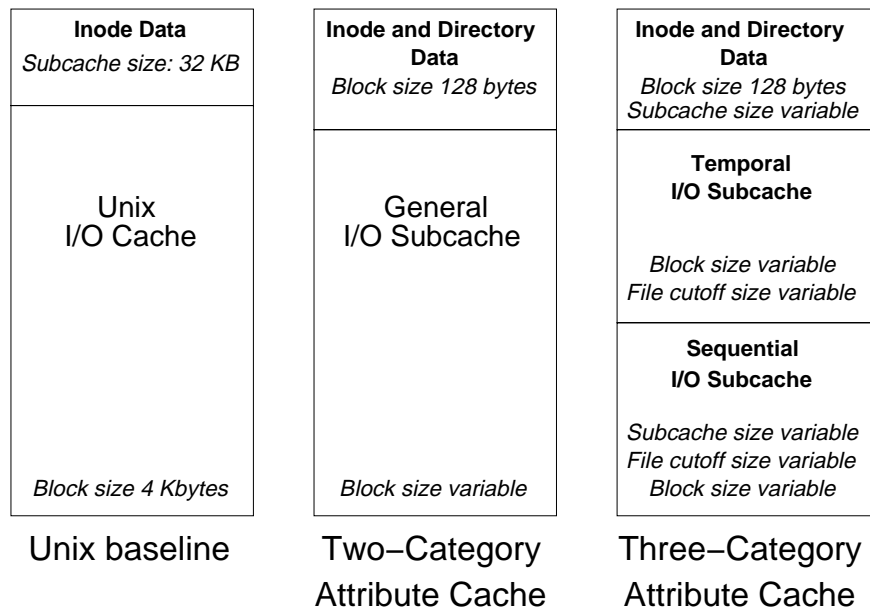 Inode Data
Subcache size: 32 KB
Unix
I/O Cache
Block size 4 Kbytes
Unix baseline
Inode and Directory
Data
Block size 128 bytes
General
I/O Subcache
Block size variable
Two−Category
Attribute Cache
Inode and Directory
Data
Block size 128 bytes
Subcache size variable
Temporal
I/O Subcache
Block size variable
File cutoff size variable
Sequential
I/O Subcache
Subcache size variable
File cutoff size variable
Block size variable
Three−Category
Attribute Cache